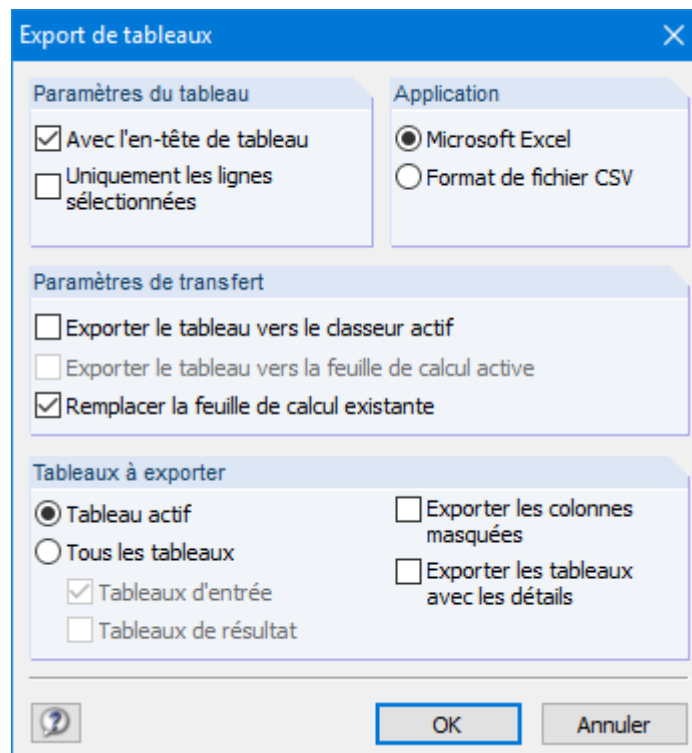 Export de tableaux
Paramètres du tableau
Avec l'en-tête de tableau
Uniquement les lignes
sélectionnées
Application
Microsoft Excel
Format de fichier CSV
Paramètres de transfert
Exporter le tableau vers le classeur actif
Exporter le tableau vers la feuille de calcul active
Remplacer la feuille de calcul existante
Tableaux à exporter
Tableau actif
Tous les tableaux
Tableaux d'entrée
Tableaux de résultat
Exporter les colonnes
masquées
Exporter les tableaux
avec les détails
OK
Annuler